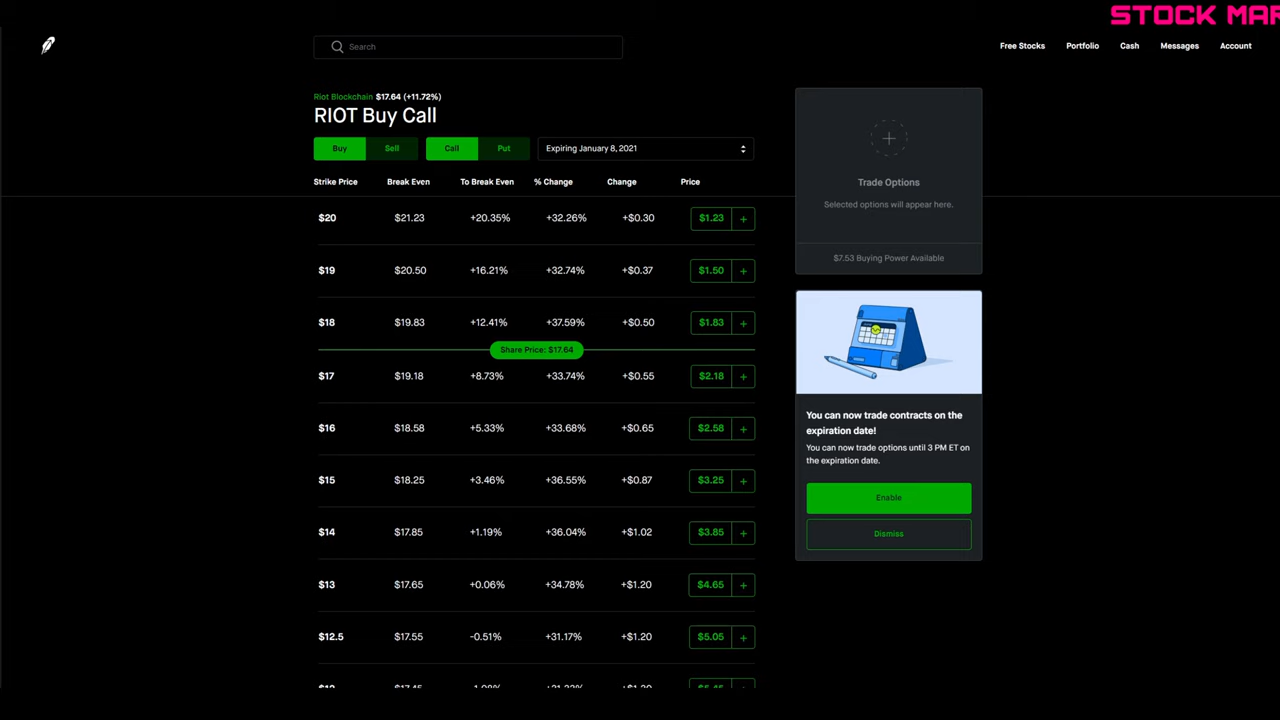 STOCK MAR
Search
Free Stocks Portfolio Cash Messages Account
Riot Blockchain $17.64 (+11.72%)
RIOT Buy Call
Buy Sell Call Put Expiring January 8, 2021
Strike Price Break Even To Break Even % Change Change Price
$20 $21.23 +20.35% +32.26% +$0.30 $1.23 +
$19 $20.50 +16.21% +32.74% +$0.37 $1.50 +
$18 $19.83 +12.41% +37.59% +$0.50 $1.83 +
Share Price: $17.64
$17 $19.18 +8.73% +33.74% +$0.55 $2.18 +
$16 $18.58 +5.33% +33.68% +$0.65 $2.58 +
$15 $18.25 +3.46% +36.55% +$0.87 $3.25 +
$14 $17.85 +1.19% +36.04% +$1.02 $3.85 +
$13 $17.65 +0.06% +34.78% +$1.20 $4.65 +
$12.5 $17.55 -0.51% +31.17% +$1.20 $5.05 +
Trade Options
Selected options will appear here.
$7.53 Buying Power Available
You can now trade contracts on the
expiration date!
You can now trade options until 3 PM ET on
the expiration date.
Enable
Dismiss